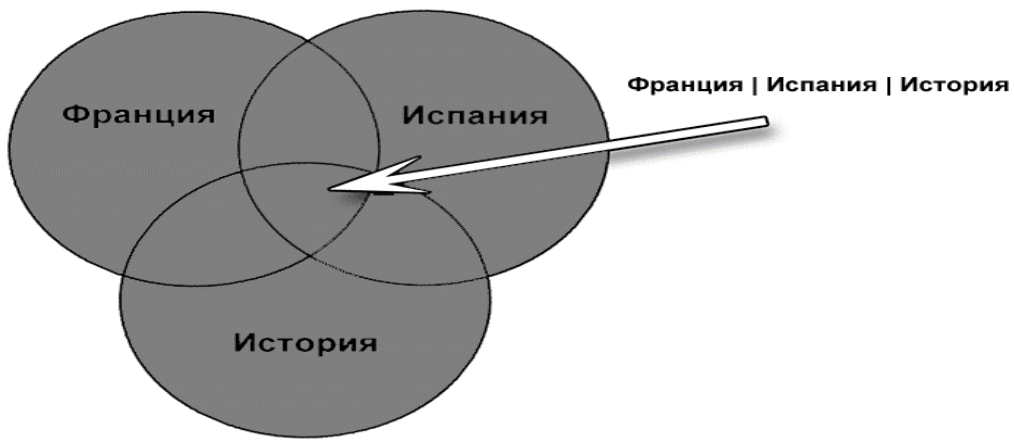 Франция
Испания
Франция | Испания | История
История